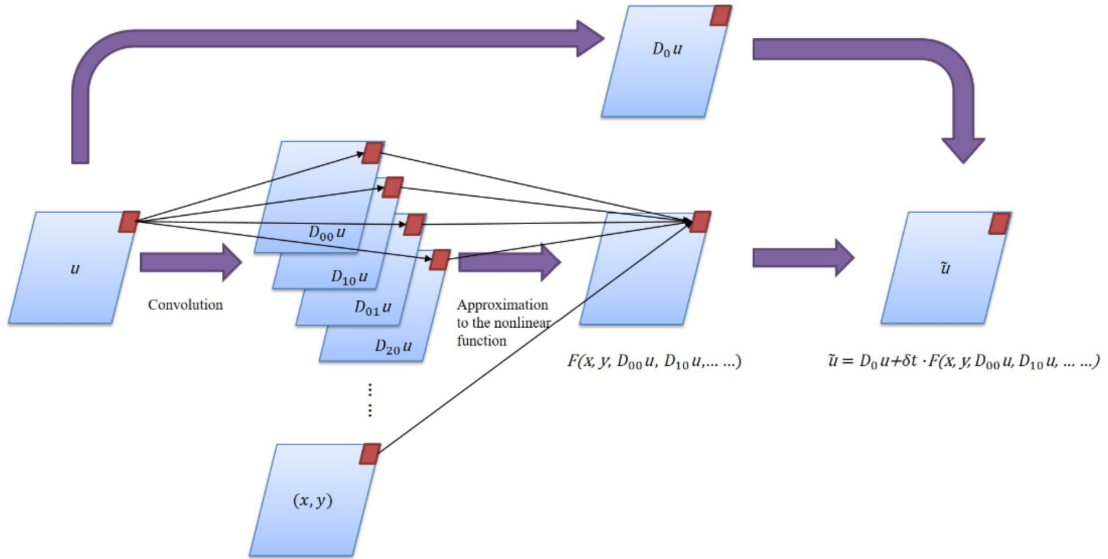 D₀u
u
D₀₀u
D₁₀u
D₀₁u
D₂₀u
Convolution
Approximation
to the nonlinear
function
F(x, y, D₀₀u, D₁₀u,... ...)
ũ
ũ = D₀u+δt · F(x, y, D₀₀u, D₁₀u, ... ...)
⋮ ⋮
(x, y)